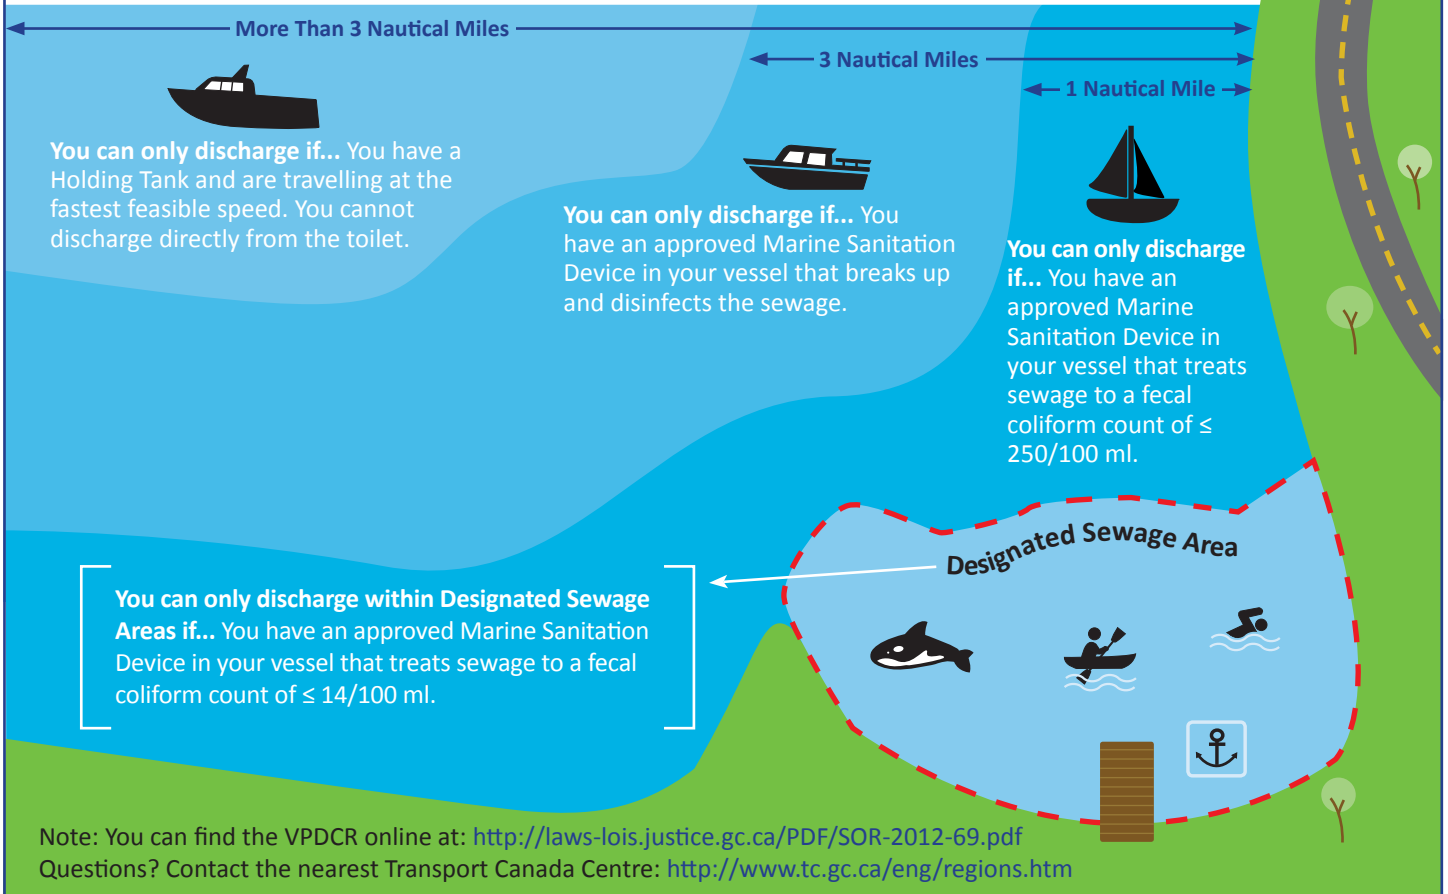 More Than 3 Nautical Miles
3 Nautical Miles
1 Nautical Mile
You can only discharge if... You have a
Holding Tank and are travelling at the
fastest feasible speed. You cannot
discharge directly from the toilet.
You can only discharge if... You
have an approved Marine Sanitation
Device in your vessel that breaks up
and disinfects the sewage.
You can only discharge
if... You have an
approved Marine
Sanitation Device in
your vessel that treats
sewage to a fecal
coliform count of ≤
250/100 ml.
Designated Sewage Area
You can only discharge within Designated Sewage
Areas if... You have an approved Marine Sanitation
Device in your vessel that treats sewage to a fecal
coliform count of ≤ 14/100 ml.
Note: You can find the VPDCR online at: http://laws-lois.justice.gc.ca/PDF/SOR-2012-69.pdf
Questions? Contact the nearest Transport Canada Centre: http://www.tc.gc.ca/eng/regions.htm